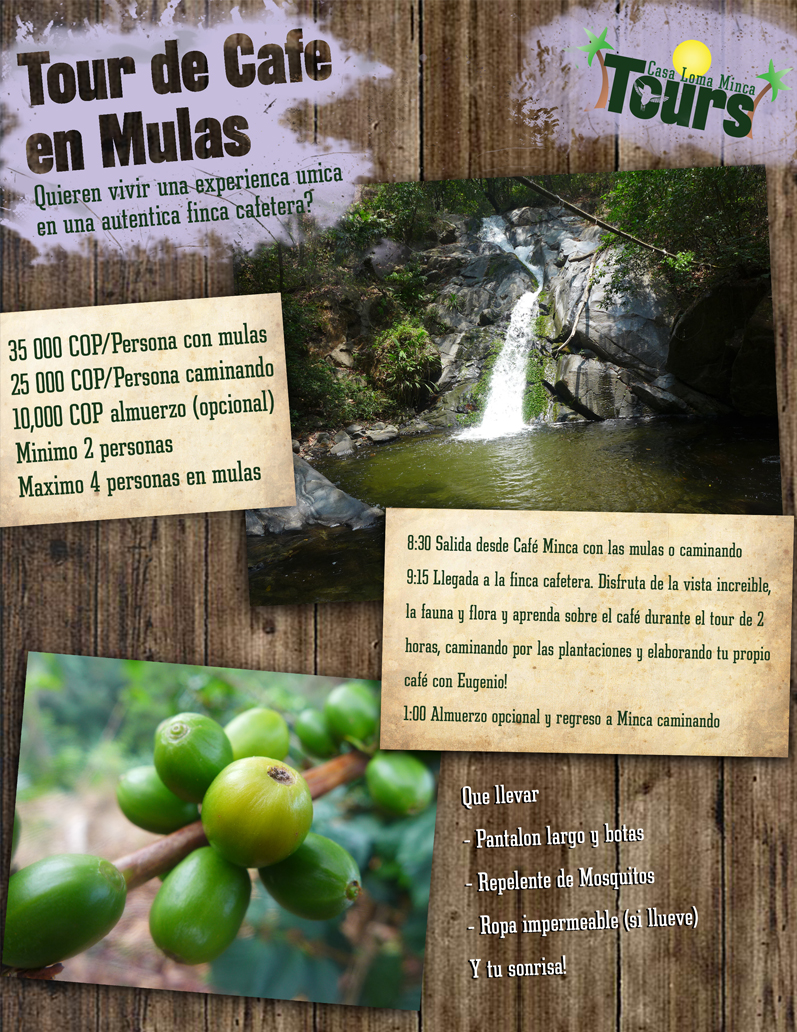 Tour de Cafe
en Mulas
Quieren vivir una experienca unica
en una autentica finca cafetera?
Casa Loma Minca
Tours
35 000 COP/Persona con mulas
25 000 COP/Persona caminando
10,000 COP almuerzo (opcional)
Minimo 2 personas
Maximo 4 personas en mulas
8:30 Salida desde Café Minca con las mulas o caminando
9:15 Llegada a la finca cafetera. Disfruta de la vista increible,
la fauna y flora y aprenda sobre el café durante el tour de 2
horas, caminando por las plantaciones y elaborando tu propio
café con Eugenio!
1:00 Almuerzo opcional y regreso a Minca caminando
Que llevar
- Pantalon largo y botas
- Repelente de Mosquitos
- Ropa impermeable (si llueve)
Y tu sonrisa!